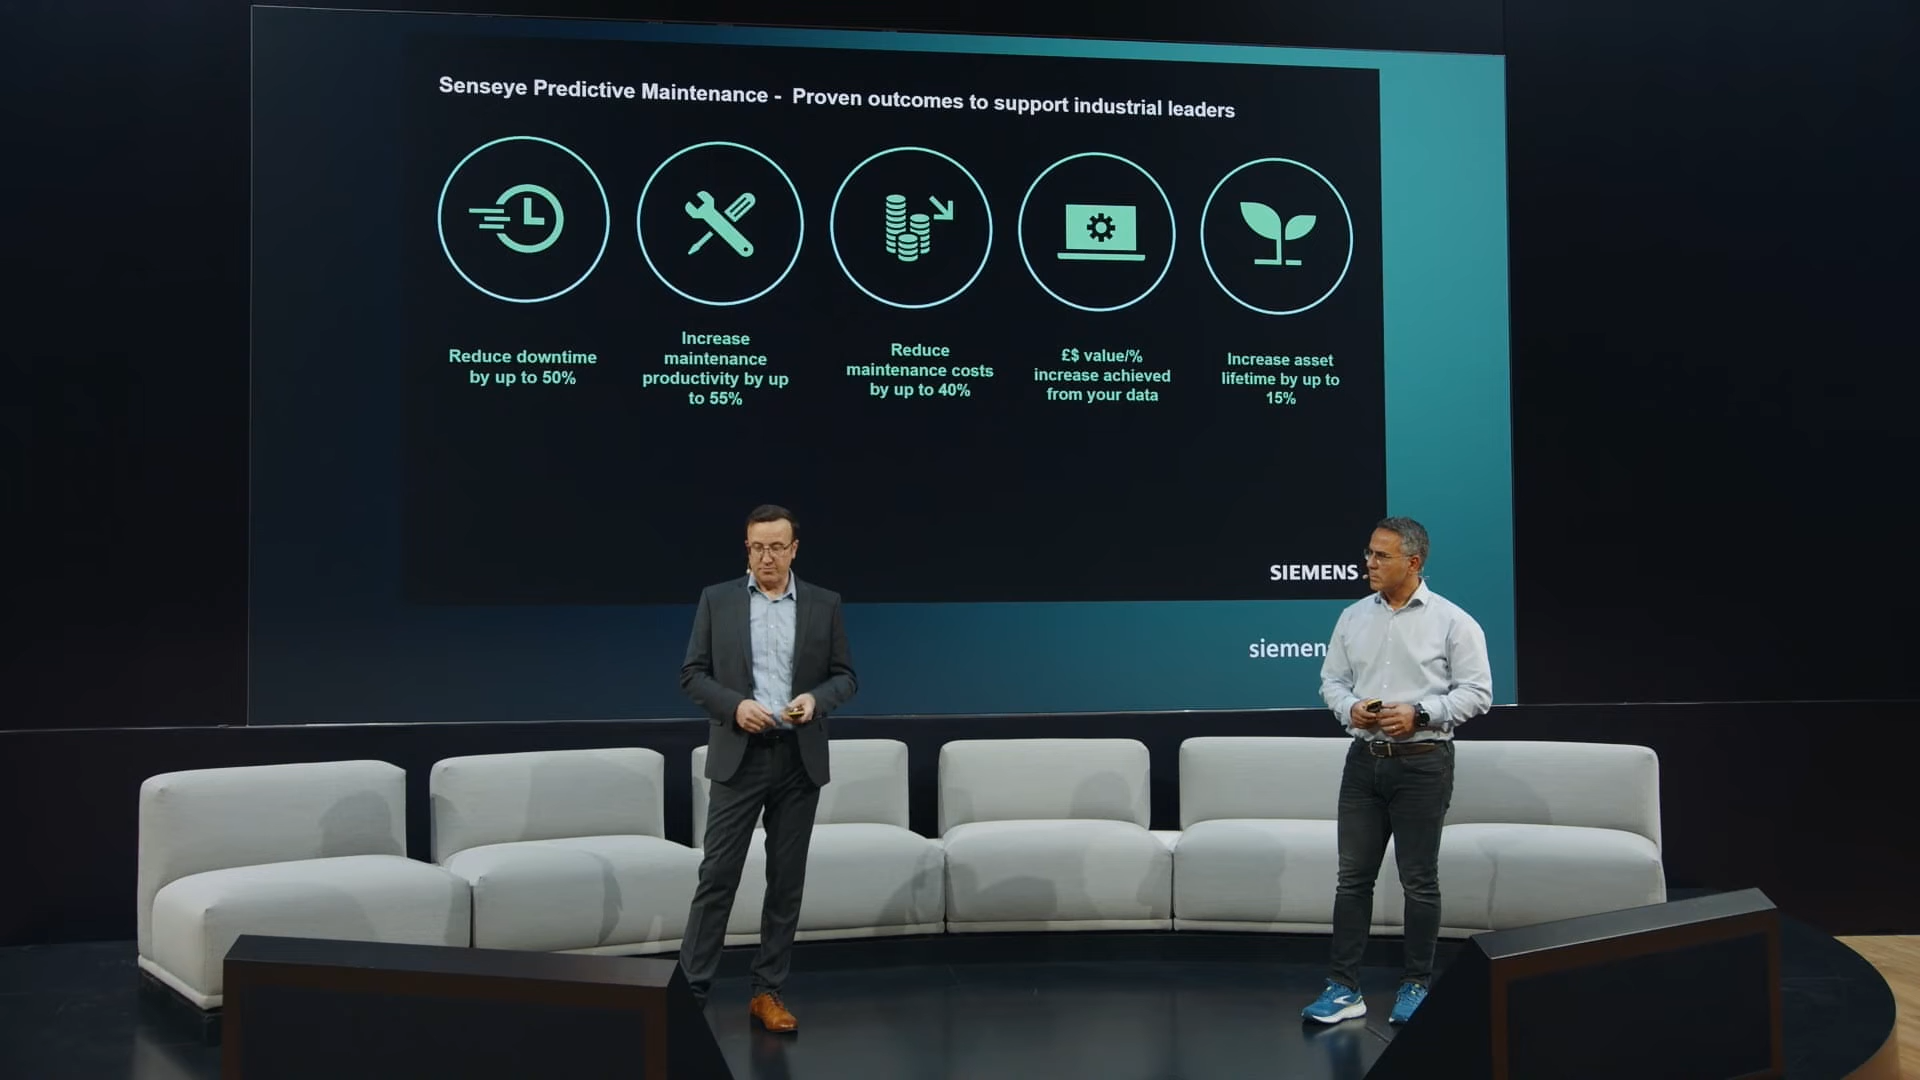 Senseye Predictive Maintenance - Proven outcomes to support industrial leaders
Reduce downtime
by up to 50%
Increase
maintenance
productivity by up
to 55%
Reduce
maintenance costs
by up to 40%
£$ value/%
increase achieved
from your data
Increase asset
lifetime by up to
15%
SIEMENS
siemen